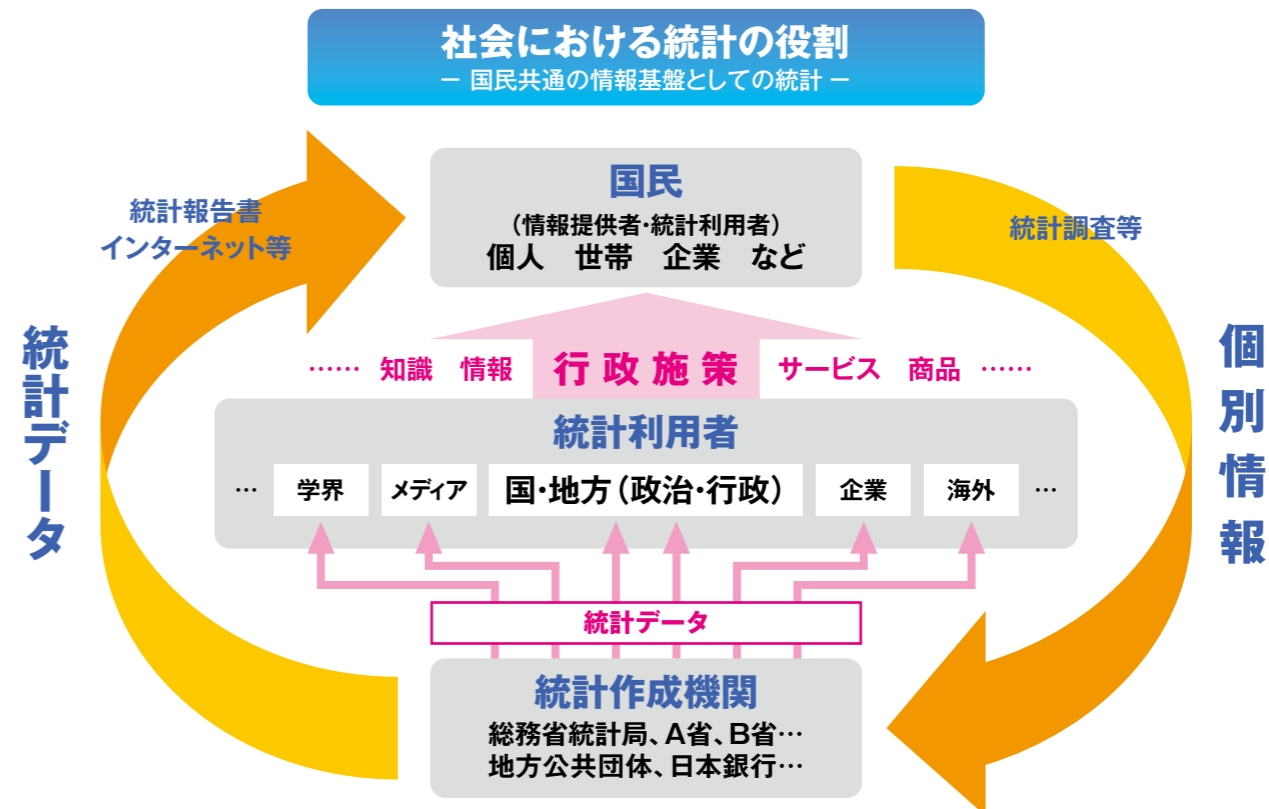 社会における統計の役割
－ 国民共通の情報基盤としての統計 －
国民
（情報提供者・統計利用者）
個人　世帯　企業　など
統計報告書
インターネット等
統計調査等
統計データ
個別情報
…… 知識　情報　行政施策　サービス　商品 ……
統計利用者
… 学界　メディア　国・地方（政治・行政）　企業　海外 …
統計データ
統計作成機関
総務省統計局、A省、B省…
地方公共団体、日本銀行…